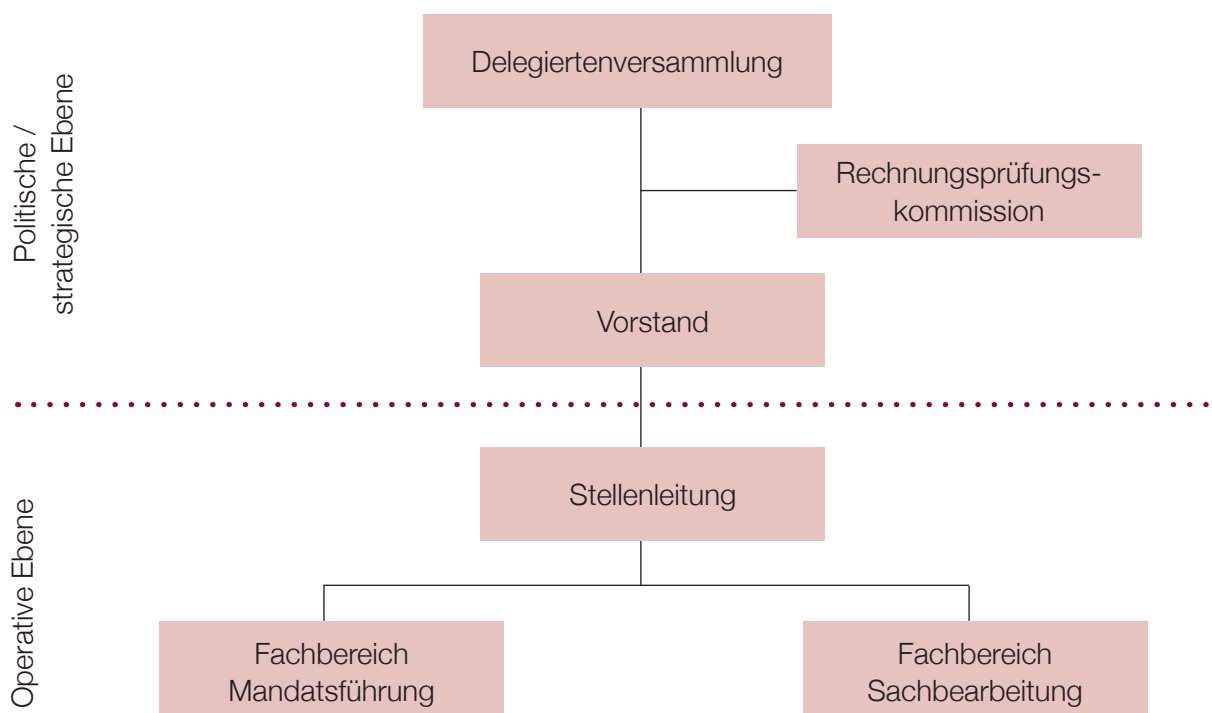 Delegiertenversammlung
Politische /
strategische Ebene
Rechnungsprüfungs-
kommission
Vorstand
Stellenleitung
Operative Ebene
Fachbereich
Mandatsführung
Fachbereich
Sachbearbeitung